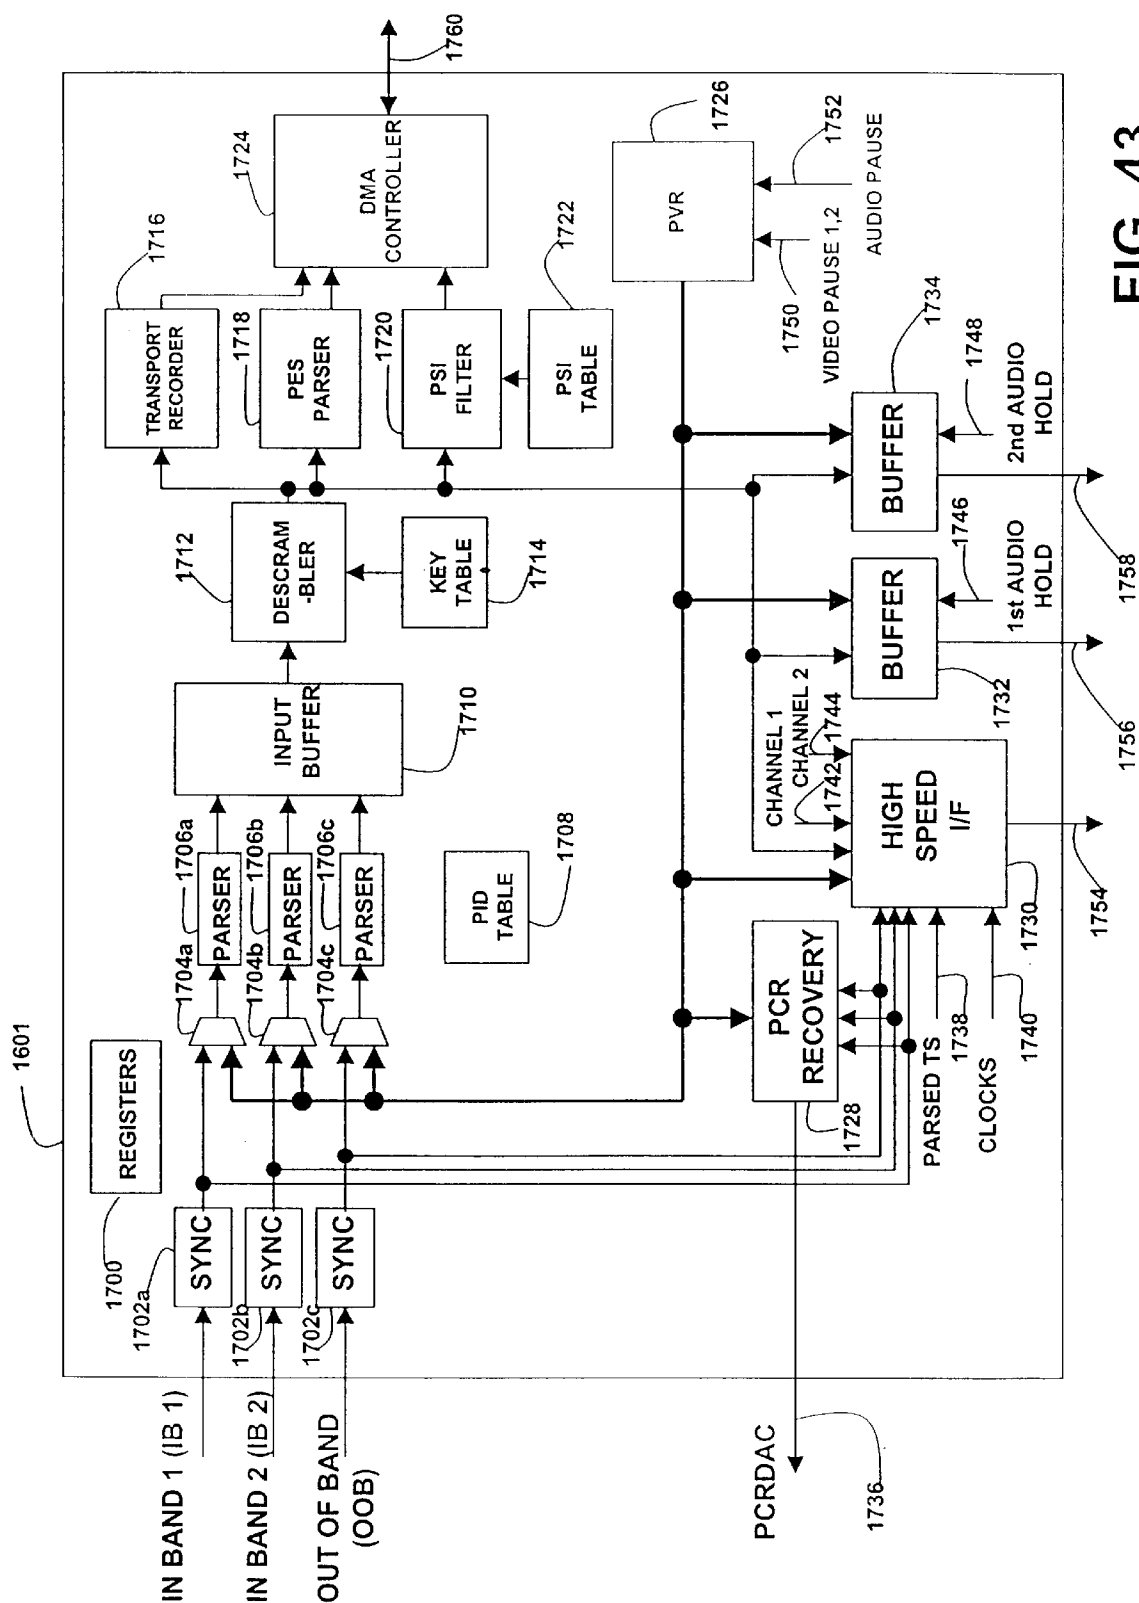 FIG. 43
1601
REGISTERS
1700
IN BAND 1 (IB 1)
1702a
SYNC
1704a
1706a
PARSER
IN BAND 2 (IB 2)
1702b
SYNC
1704b
1706b
PARSER
OUT OF BAND
(OOB)
1702c
SYNC
1704c
1706c
PARSER
INPUT
BUFFER
1710
PID
TABLE
1708
1712
DESCRAM
-BLER
KEY
TABLE
1714
1716
TRANSPORT
RECORDER
1718
PES
PARSER
1720
PSI
FILTER
PSI
TABLE
1722
1724
DMA
CONTROLLER
1760
PVR
1726
1750
VIDEO PAUSE 1,2
1752
AUDIO PAUSE
PCRDAC
1736
PCR
RECOVERY
1728
PARSED TS
1738
CLOCKS
1740
HIGH
SPEED
I/F
1730
CHANNEL 1
1742
CHANNEL 2
1744
1754
BUFFER
1732
1746
1st AUDIO
HOLD
1756
BUFFER
1734
1748
2nd AUDIO
HOLD
1758